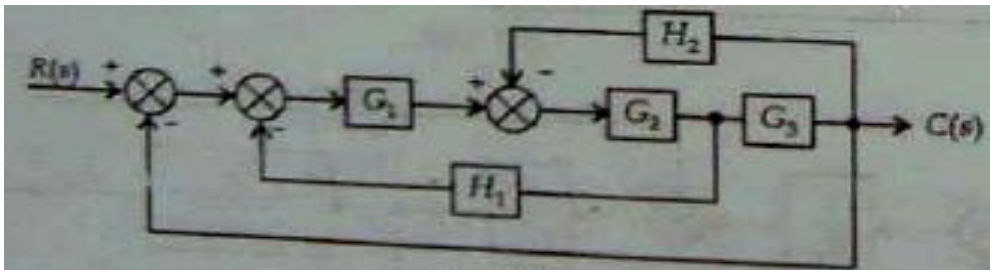 H₂
R(s)
+
-
+
-
G₁
+
-
G₂
G₃
C(s)
H₁